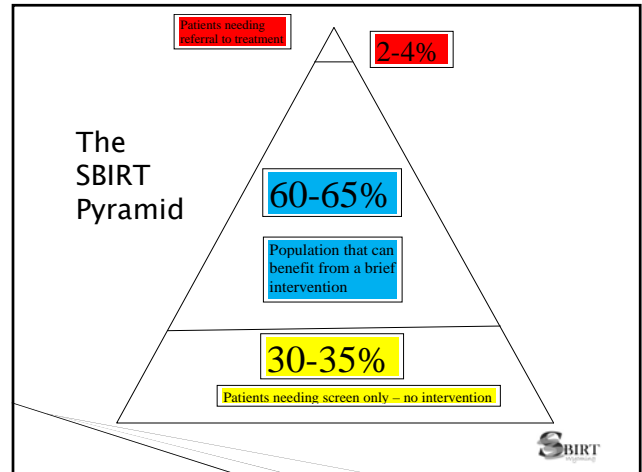 Patients needing
referral to treatment
2-4%
The
SBIRT
Pyramid
60-65%
Population that can
benefit from a brief
intervention
30-35%
Patients needing screen only – no intervention
SBIRT